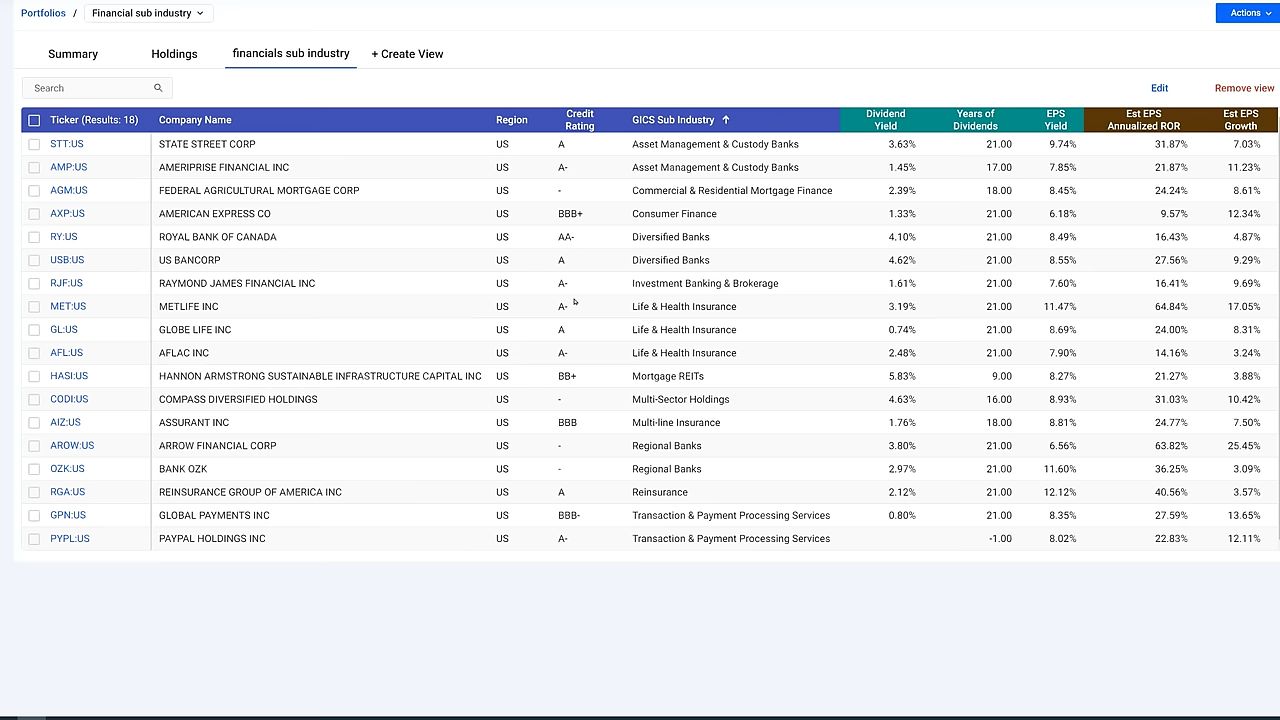 Portfolios / Financial sub industry
Actions
Summary Holdings financials sub industry + Create View
Search Edit Remove view
Ticker (Results: 18) Company Name Region Credit Rating GICS Sub Industry Dividend Yield Years of Dividends EPS Yield Est EPS Annualized ROR Est EPS Growth
STT:US STATE STREET CORP US A Asset Management & Custody Banks 3.63% 21.00 9.74% 31.87% 7.03%
AMP:US AMERIPRISE FINANCIAL INC US A- Asset Management & Custody Banks 1.45% 17.00 7.85% 21.87% 11.23%
AGM:US FEDERAL AGRICULTURAL MORTGAGE CORP US - Commercial & Residential Mortgage Finance 2.39% 18.00 8.45% 24.24% 8.61%
AXP:US AMERICAN EXPRESS CO US BBB+ Consumer Finance 1.33% 21.00 6.18% 9.57% 12.34%
RY:US ROYAL BANK OF CANADA US AA- Diversified Banks 4.10% 21.00 8.49% 16.43% 4.87%
USB:US US BANCORP US A Diversified Banks 4.62% 21.00 8.55% 27.56% 9.29%
RJF:US RAYMOND JAMES FINANCIAL INC US A- Investment Banking & Brokerage 1.61% 21.00 7.60% 16.41% 9.69%
MET:US METLIFE INC US A- Life & Health Insurance 3.19% 21.00 11.47% 64.84% 17.05%
GL:US GLOBE LIFE INC US A Life & Health Insurance 0.74% 21.00 8.69% 24.00% 8.31%
AFL:US AFLAC INC US A- Life & Health Insurance 2.48% 21.00 7.90% 14.16% 3.24%
HASI:US HANNON ARMSTRONG SUSTAINABLE INFRASTRUCTURE CAPITAL INC US BB+ Mortgage REITs 5.83% 9.00 8.27% 21.27% 3.88%
CODI:US COMPASS DIVERSIFIED HOLDINGS US - Multi-Sector Holdings 4.63% 16.00 8.93% 31.03% 10.42%
AIZ:US ASSURANT INC US BBB Multi-line Insurance 1.76% 18.00 8.81% 24.77% 7.50%
AROW:US ARROW FINANCIAL CORP US - Regional Banks 3.80% 21.00 6.56% 63.82% 25.45%
OZK:US BANK OZK US - Regional Banks 2.97% 21.00 11.60% 36.25% 3.09%
RGA:US REINSURANCE GROUP OF AMERICA INC US A Reinsurance 2.12% 21.00 12.12% 40.56% 3.57%
GPN:US GLOBAL PAYMENTS INC US BBB- Transaction & Payment Processing Services 0.80% 21.00 8.35% 27.59% 13.65%
PYPL:US PAYPAL HOLDINGS INC US A- Transaction & Payment Processing Services -1.00 8.02% 22.83% 12.11%